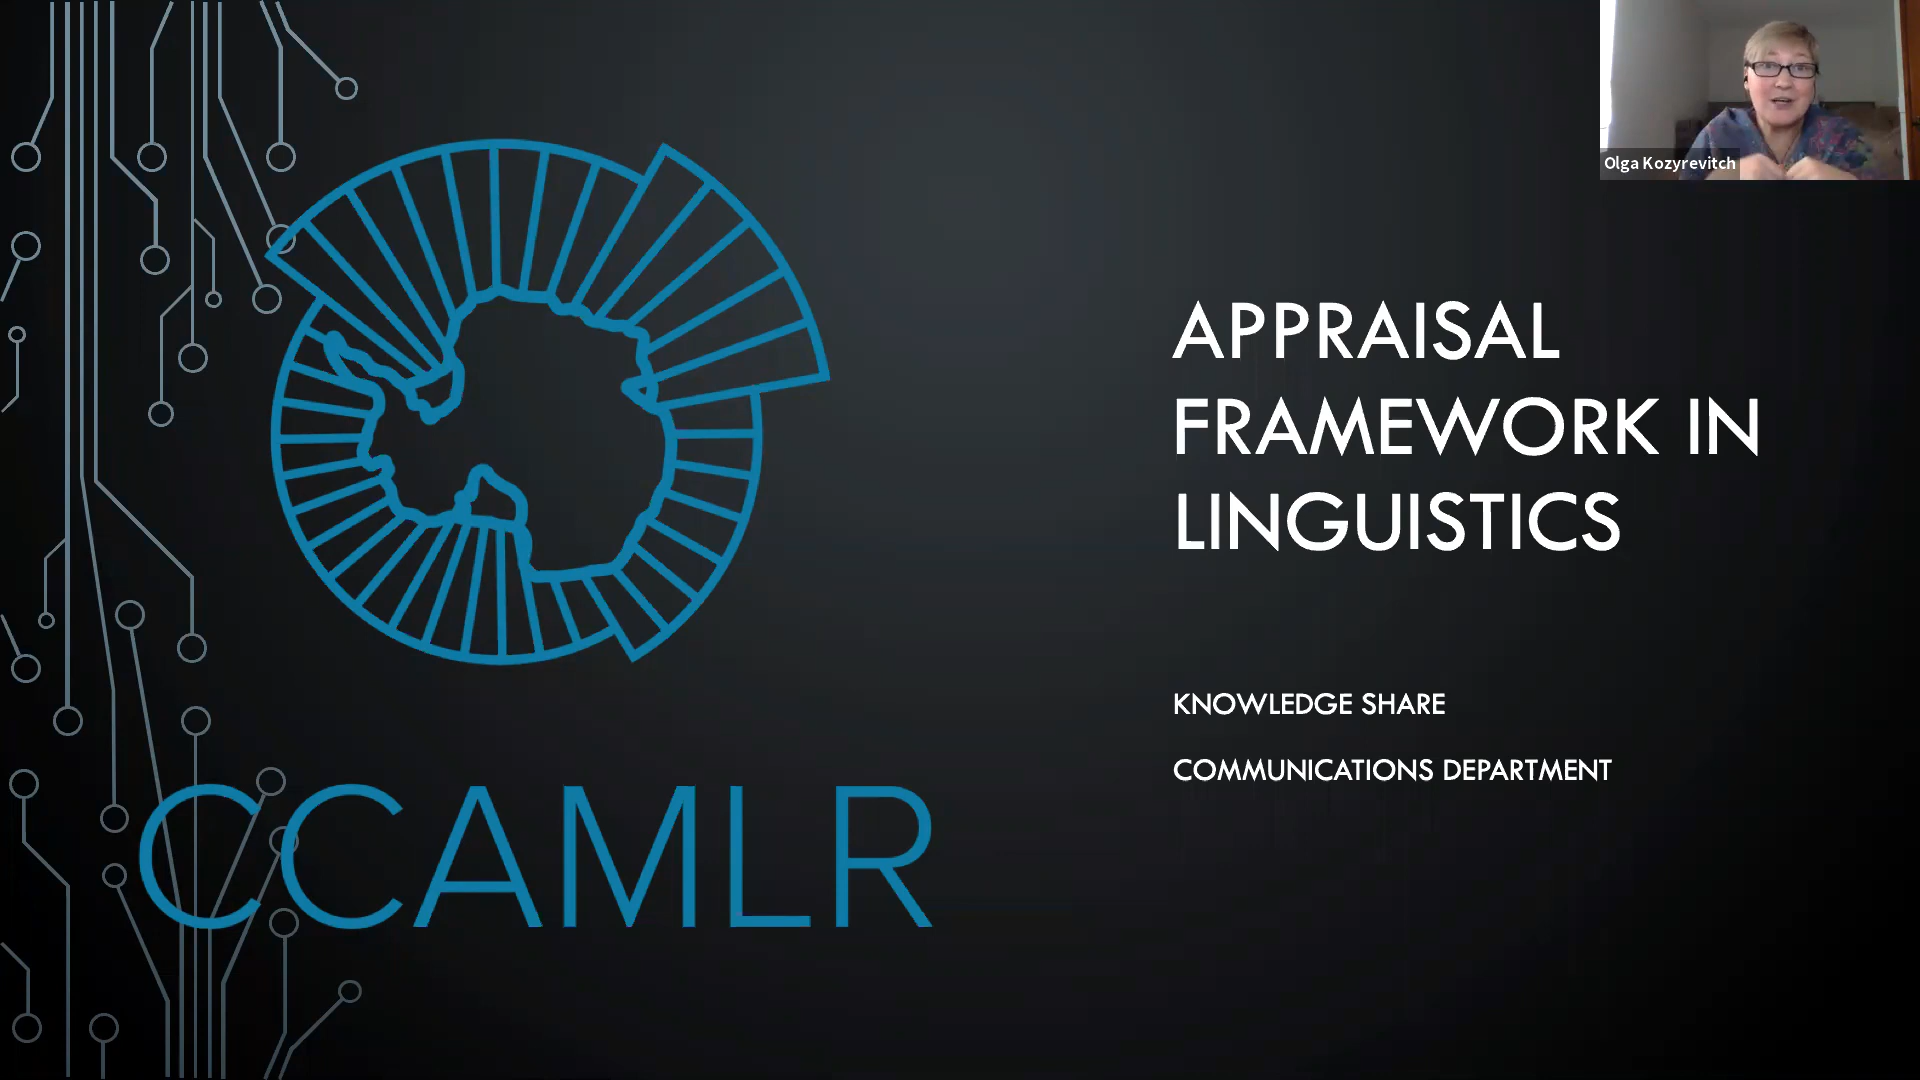 Olga Kozyrevitch
APPRAISAL
FRAMEWORK IN
LINGUISTICS
KNOWLEDGE SHARE
COMMUNICATIONS DEPARTMENT
CCAMLR